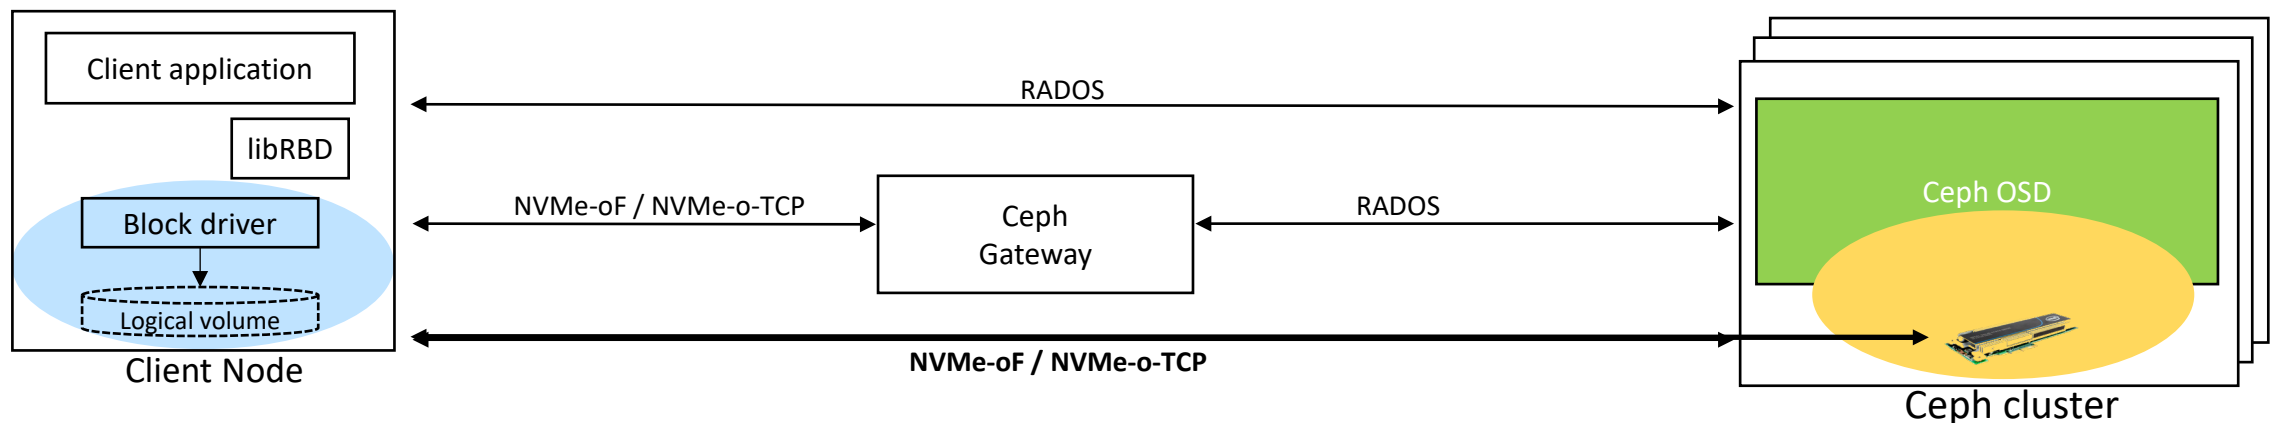 Client application
libRBD
Block driver
Logical volume
Client Node
RADOS
NVMe-oF / NVMe-o-TCP
Ceph
Gateway
RADOS
NVMe-oF / NVMe-o-TCP
Ceph OSD
Ceph cluster